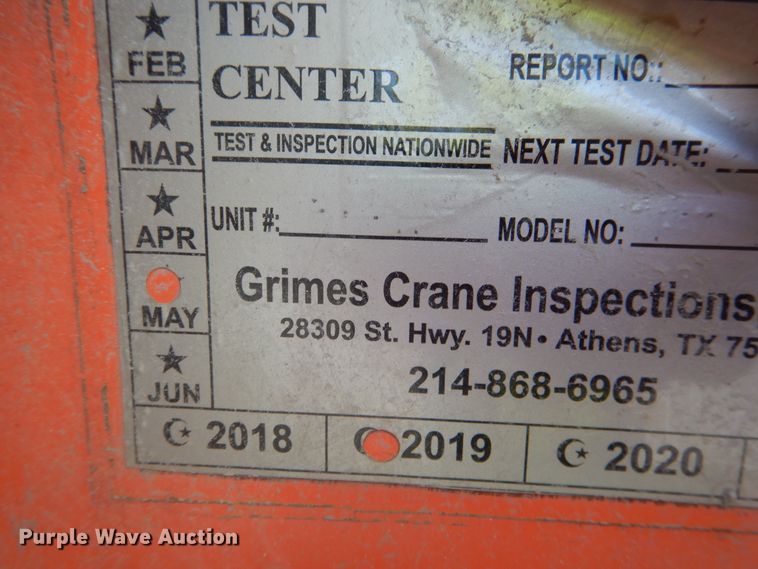 TEST
CENTER
TEST & INSPECTION NATIONWIDE
REPORT NO.:
NEXT TEST DATE:
UNIT #:
MODEL NO:
Grimes Crane Inspections
28309 St. Hwy. 19N • Athens, TX 75
214-868-6965
FEB
MAR
APR
MAY
JUN
2018
2019
2020
Purple Wave Auction